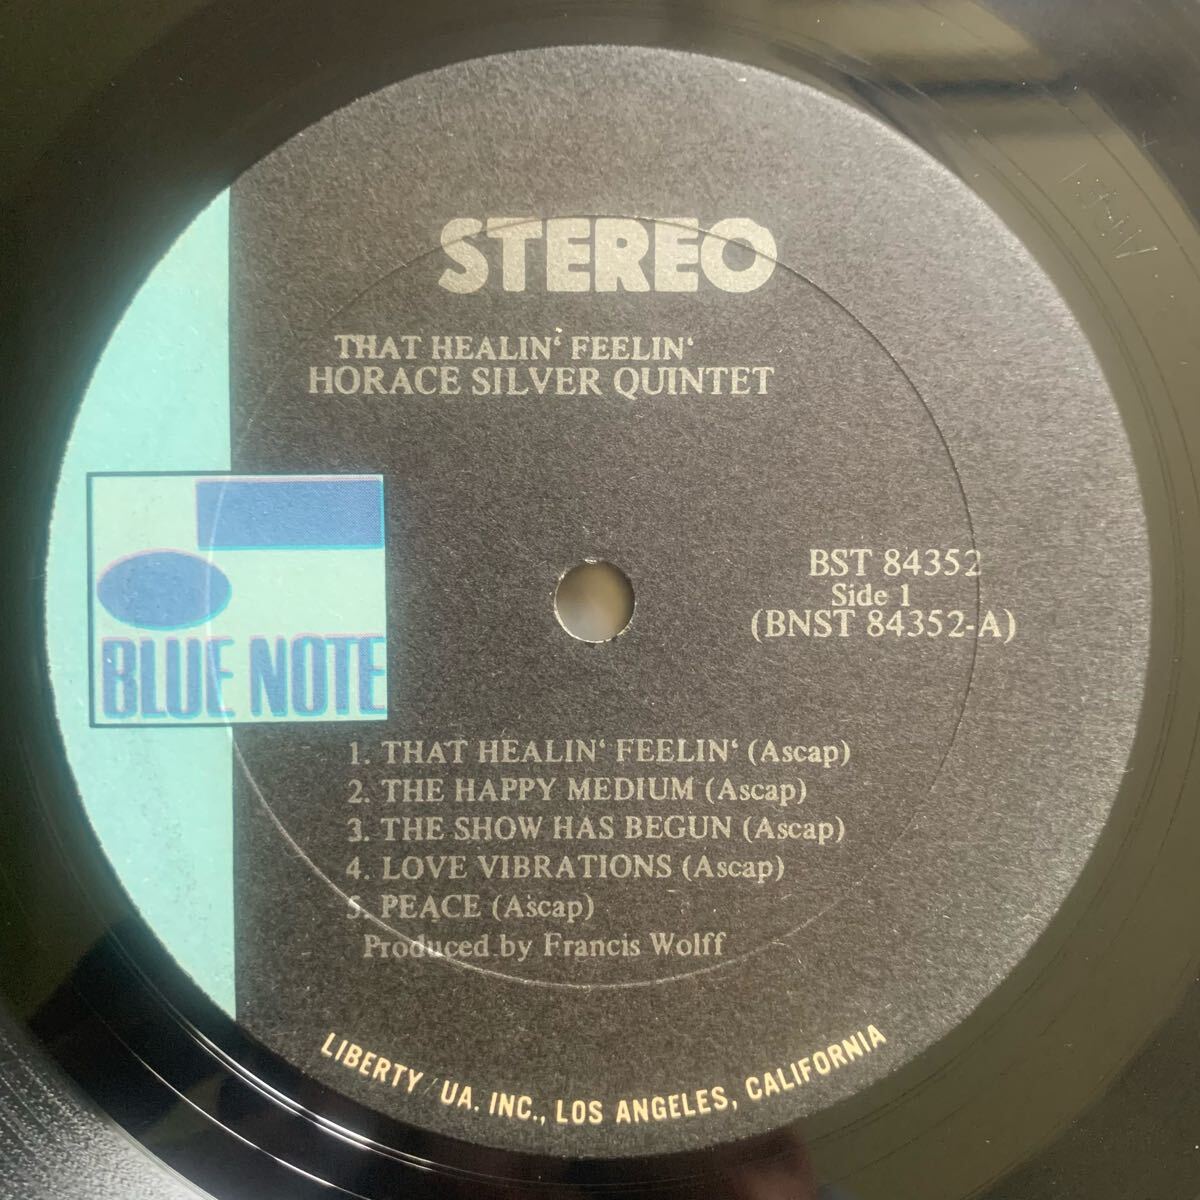 STEREO
THAT HEALIN‘ FEELIN‘
HORACE SILVER QUINTET
BLUE NOTE
BST 84352
Side 1
(BNST 84352-A)
1. THAT HEALIN‘ FEELIN‘ (Ascap)
2. THE HAPPY MEDIUM (Ascap)
3. THE SHOW HAS BEGUN (Ascap)
4. LOVE VIBRATIONS (Ascap)
5. PEACE (Ascap)
Produced by Francis Wolff
LIBERTY/UA. INC., LOS ANGELES, CALIFORNIA